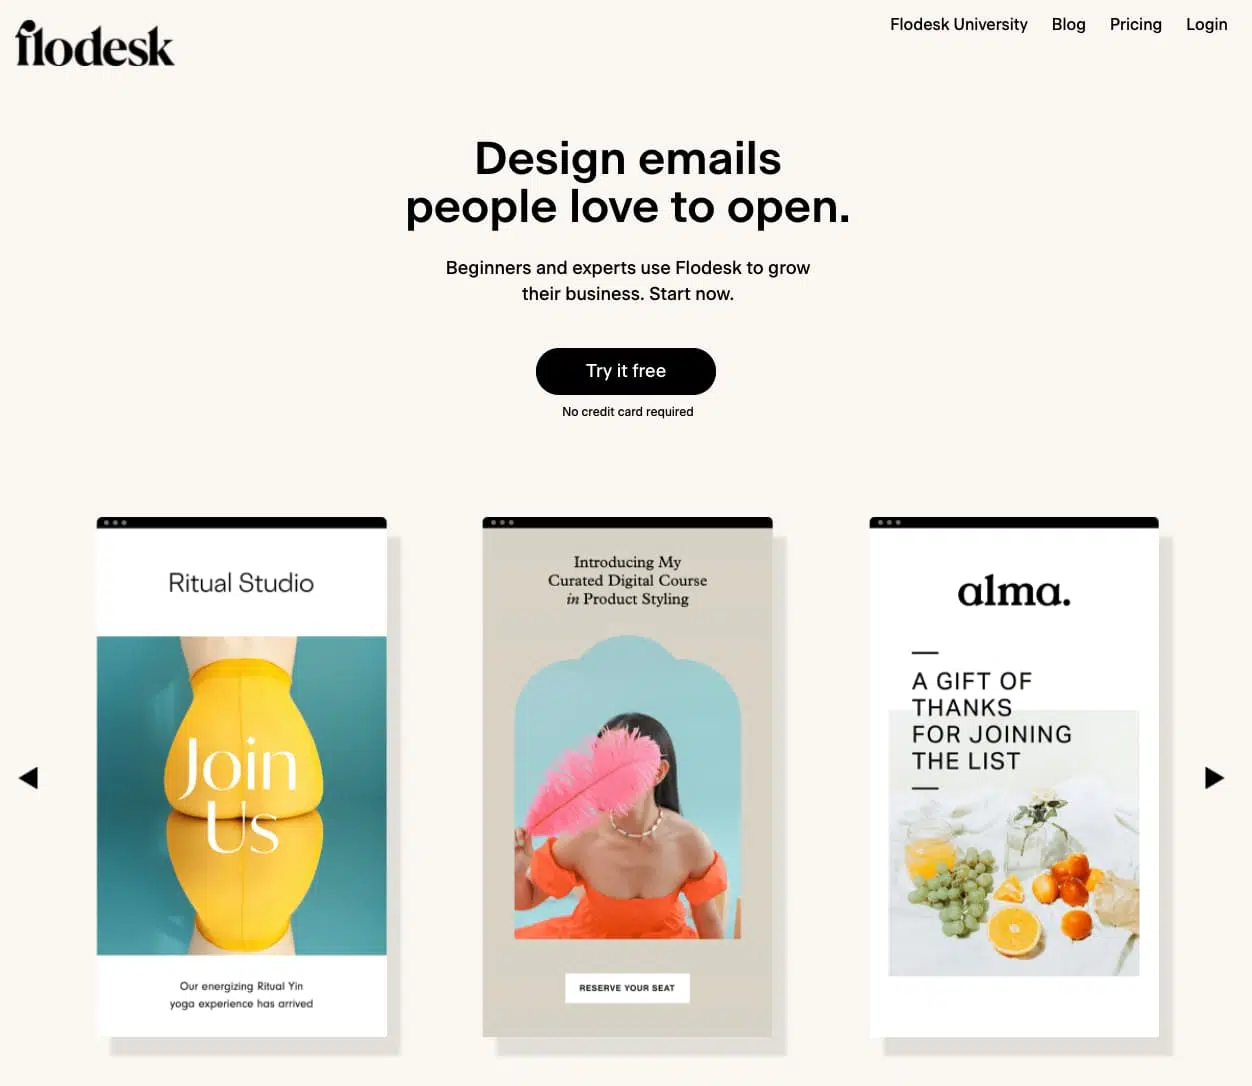 flodesk
Flodesk University
Blog
Pricing
Login
Design emails
people love to open.
Beginners and experts use Flodesk to grow
their business. Start now.
Try it free
No credit card required
Ritual Studio
Join
Us
Our energizing Ritual Yin
yoga experience has arrived
Introducing My
Curated Digital Course
in Product Styling
RESERVE YOUR SEAT
alma.
A GIFT OF
THANKS
FOR JOINING
THE LIST